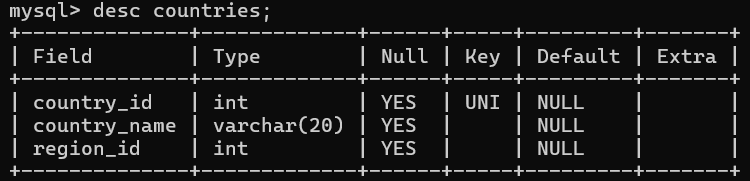 mysql> desc countries;
+--------------+-------------+------+-----+---------+-------+
| Field        | Type        | Null | Key | Default | Extra |
+--------------+-------------+------+-----+---------+-------+
| country_id   | int         | YES  | UNI | NULL    |       |
| country_name | varchar(20) | YES  |     | NULL    |       |
| region_id    | int         | YES  |     | NULL    |       |
+--------------+-------------+------+-----+---------+-------+